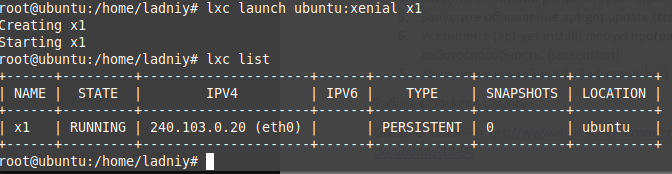 root@ubuntu:/home/ladniy# lxc launch ubuntu:xenial x1
Creating x1
Starting x1
root@ubuntu:/home/ladniy# lxc list
+------+---------+---------------------+------+------------+-----------+----------+
| NAME | STATE | IPV4 | IPV6 | TYPE | SNAPSHOTS | LOCATION |
+------+---------+---------------------+------+------------+-----------+----------+
| x1 | RUNNING | 240.103.0.20 (eth0) | | PERSISTENT | 0 | ubuntu |
+------+---------+---------------------+------+------------+-----------+----------+
root@ubuntu:/home/ladniy#